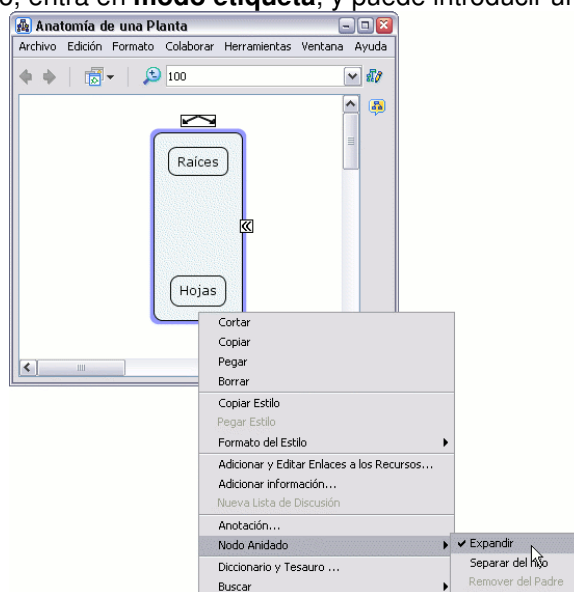 o, entra en modo etiqueta, y puede introducir un
Anatomía de una Planta
Archivo Edición Formato Colaborar Herramientas Ventana Ayuda
100
Raíces
Hojas
Cortar
Copiar
Pegar
Borrar
Copiar Estilo
Pegar Estilo
Formato del Estilo
Adicionar y Editar Enlaces a los Recursos...
Adicionar información...
Nueva Lista de Discusión
Anotación...
Nodo Anidado
Expandir
Separar del hijo
Remover del Padre
Diccionario y Tesauro ...
Buscar